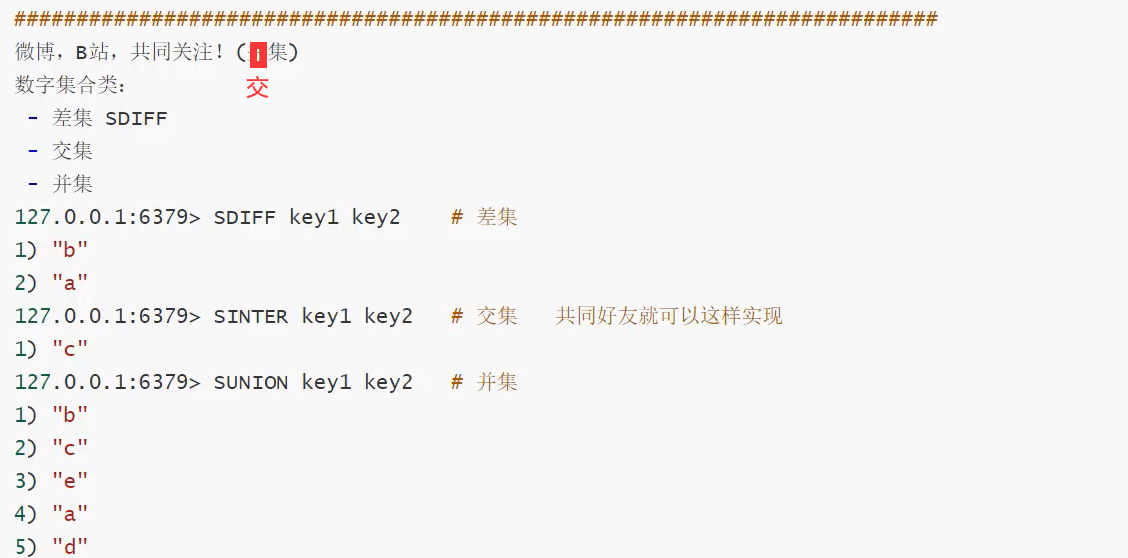 ##########################################################################
微博，B站，共同关注！(集)
i
交
数字集合类：
- 差集 SDIFF
- 交集
- 并集
127.0.0.1:6379> SDIFF key1 key2    # 差集
1) "b"
2) "a"
127.0.0.1:6379> SINTER key1 key2   # 交集   共同好友就可以这样实现
1) "c"
127.0.0.1:6379> SUNION key1 key2   # 并集
1) "b"
2) "c"
3) "e"
4) "a"
5) "d"